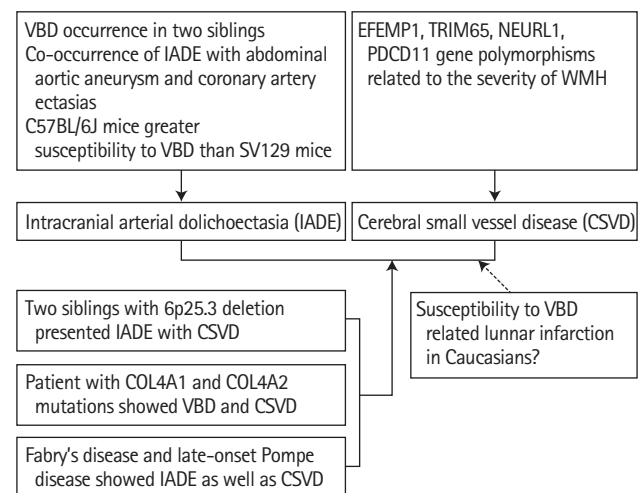 VBD occurrence in two siblings
Co-occurrence of IADE with abdominal
aortic aneurysm and coronary artery
ectasias
C57BL/6J mice greater
susceptibility to VBD than SV129 mice
EFEMP1, TRIM65, NEURL1,
PDCD11 gene polymorphisms
related to the severity of WMH
Intracranial arterial dolichoectasia (IADE)
Cerebral small vessel disease (CSVD)
Two siblings with 6p25.3 deletion
presented IADE with CSVD
Susceptibility to VBD
related lunnar infarction
in Caucasians?
Patient with COL4A1 and COL4A2
mutations showed VBD and CSVD
Fabry's disease and late-onset Pompe
disease showed IADE as well as CSVD